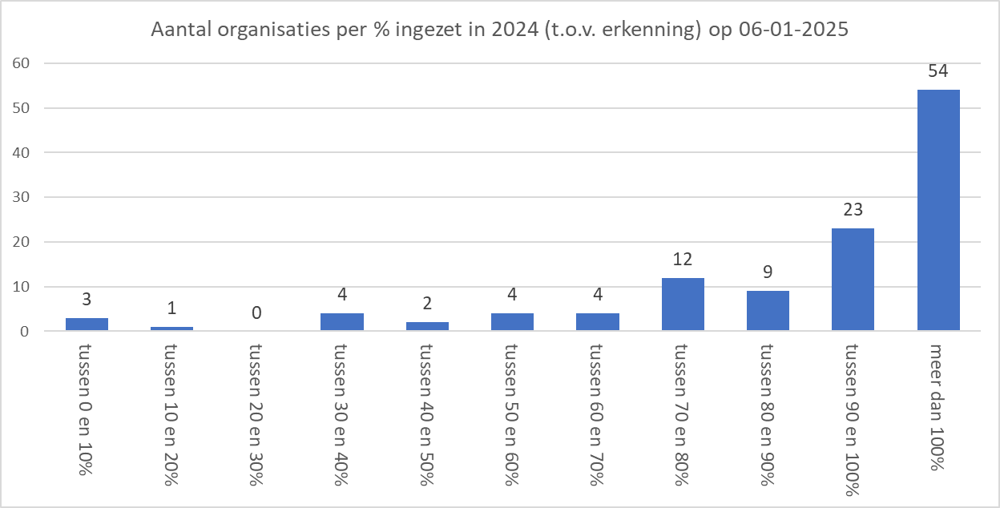 Aantal organisaties per % ingezet in 2024 (t.o.v. erkenning) op 06-01-2025
60
50
40
30
20
10
0
3
1
0
4
2
4
4
12
9
23
54
tussen 0 en 10%
tussen 10 en 20%
tussen 20 en 30%
tussen 30 en 40%
tussen 40 en 50%
tussen 50 en 60%
tussen 60 en 70%
tussen 70 en 80%
tussen 80 en 90%
tussen 90 en 100%
meer dan 100%